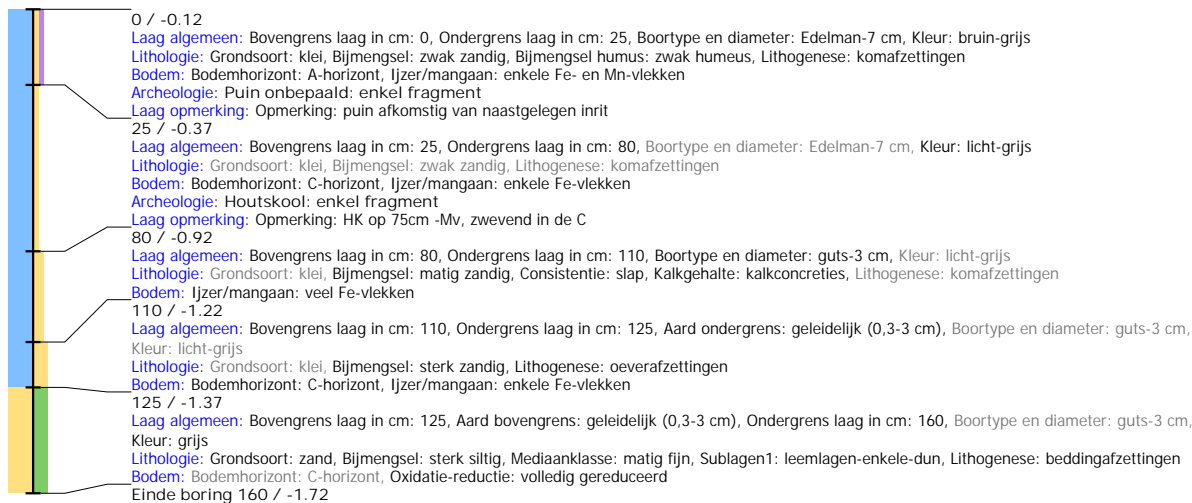 0 / -0.12
Laag algemeen: Bovengrens laag in cm: 0, Ondergrens laag in cm: 25, Boortype en diameter: Edelman-7 cm, Kleur: bruin-grijs
Lithologie: Grondsoort: klei, Bijmengsel: zwak zandig, Bijmengsel humus: zwak humeus, Lithogenese: komafzettingen
Bodem: Bodemhorizont: A-horizont, Ijzer/mangaan: enkele Fe- en Mn-vlekken
Archeologie: Puin onbepaald: enkel fragment
Laag opmerking: Opmerking: puin afkomstig van naastgelegen inrit
25 / -0.37
Laag algemeen: Bovengrens laag in cm: 25, Ondergrens laag in cm: 80, Boortype en diameter: Edelman-7 cm, Kleur: licht-grijs
Lithologie: Grondsoort: klei, Bijmengsel: zwak zandig, Lithogenese: komafzettingen
Bodem: Bodemhorizont: C-horizont, Ijzer/mangaan: enkele Fe-vlekken
Archeologie: Houtskool: enkel fragment
Laag opmerking: Opmerking: HK op 75cm -Mv, zwevend in de C
80 / -0.92
Laag algemeen: Bovengrens laag in cm: 80, Ondergrens laag in cm: 110, Boortype en diameter: guts-3 cm, Kleur: licht-grijs
Lithologie: Grondsoort: klei, Bijmengsel: matig zandig, Consistentie: slap, Kalkgehalte: kalkconcreties, Lithogenese: komafzettingen
Bodem: Ijzer/mangaan: veel Fe-vlekken
110 / -1.22
Laag algemeen: Bovengrens laag in cm: 110, Ondergrens laag in cm: 125, Aard ondergrens: geleidelijk (0,3-3 cm), Boortype en diameter: guts-3 cm,
Kleur: licht-grijs
Lithologie: Grondsoort: klei, Bijmengsel: sterk zandig, Lithogenese: oeverafzettingen
Bodem: Bodemhorizont: C-horizont, Ijzer/mangaan: enkele Fe-vlekken
125 / -1.37
Laag algemeen: Bovengrens laag in cm: 125, Aard bovengrens: geleidelijk (0,3-3 cm), Ondergrens laag in cm: 160, Boortype en diameter: guts-3 cm,
Kleur: grijs
Lithologie: Grondsoort: zand, Bijmengsel: sterk siltig, Mediaanklasse: matig fijn, Sublagen1: leemlagen-enkele-dun, Lithogenese: beddingafzettingen
Bodem: Bodemhorizont: C-horizont, Oxidatie-reductie: volledig gereduceerd
Einde boring 160 / -1.72